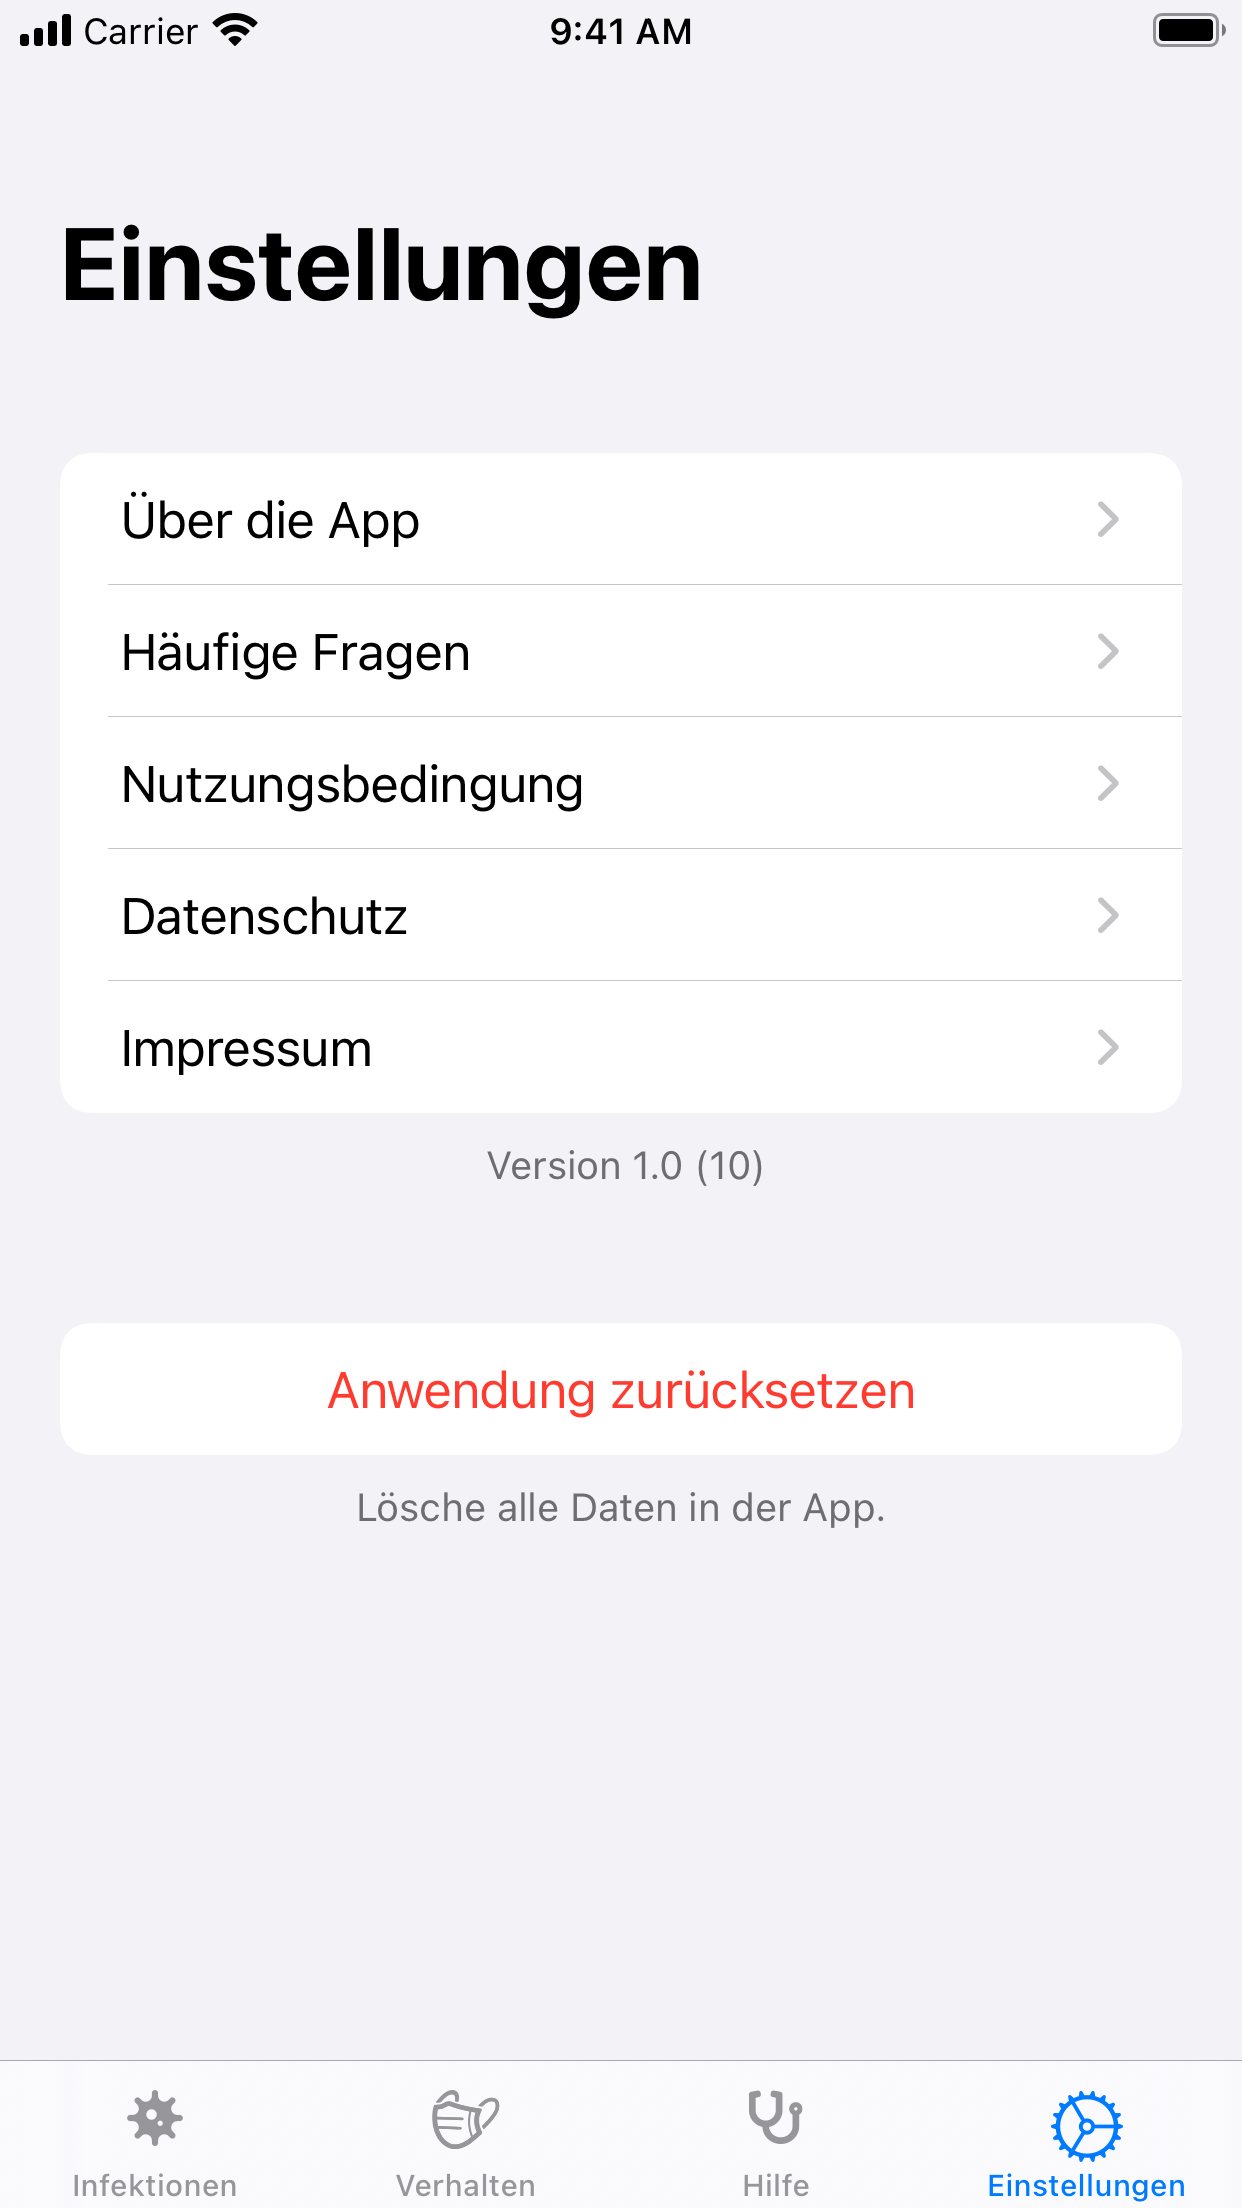 Carrier 9:41 AM
Einstellungen
Über die App
Häufige Fragen
Nutzungsbedingung
Datenschutz
Impressum
Version 1.0 (10)
Anwendung zurücksetzen
Lösche alle Daten in der App.
Infektionen Verhalten Hilfe Einstellungen